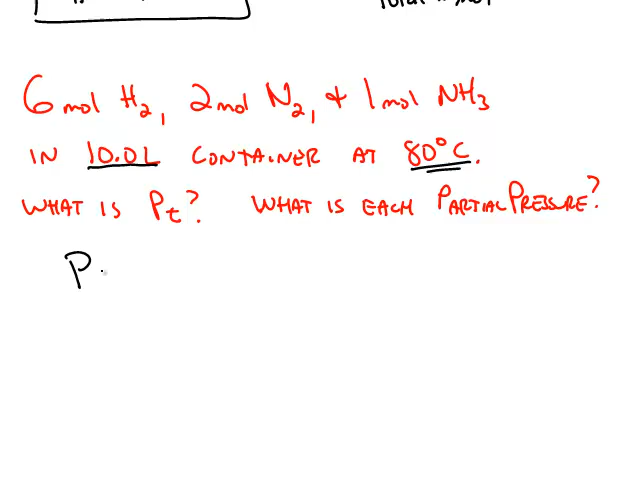 6 mol H₂, 2 mol N₂, + 1 mol NH₃
IN 10.0L CONTAINER AT 80°C.
WHAT IS Pt? WHAT IS EACH PARTIAL PRESSURE?
P